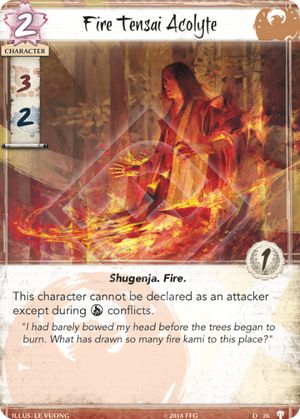 2
Fire Tensai Acolyte
CHARACTER
3
2
1
Shugenja. Fire.
This character cannot be declared as an attacker
except during conflicts.
"I had barely bowed my head before the trees began to
burn. What has drawn so many fire kami to this place?"
ILLUS: LE VUONG
©2018 FFG
D 26